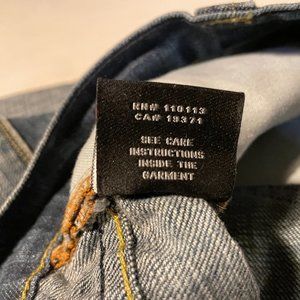 RN# 110113
CA# 19371
SEE CARE
INSTRUCTIONS
INSIDE THE
GARMENT